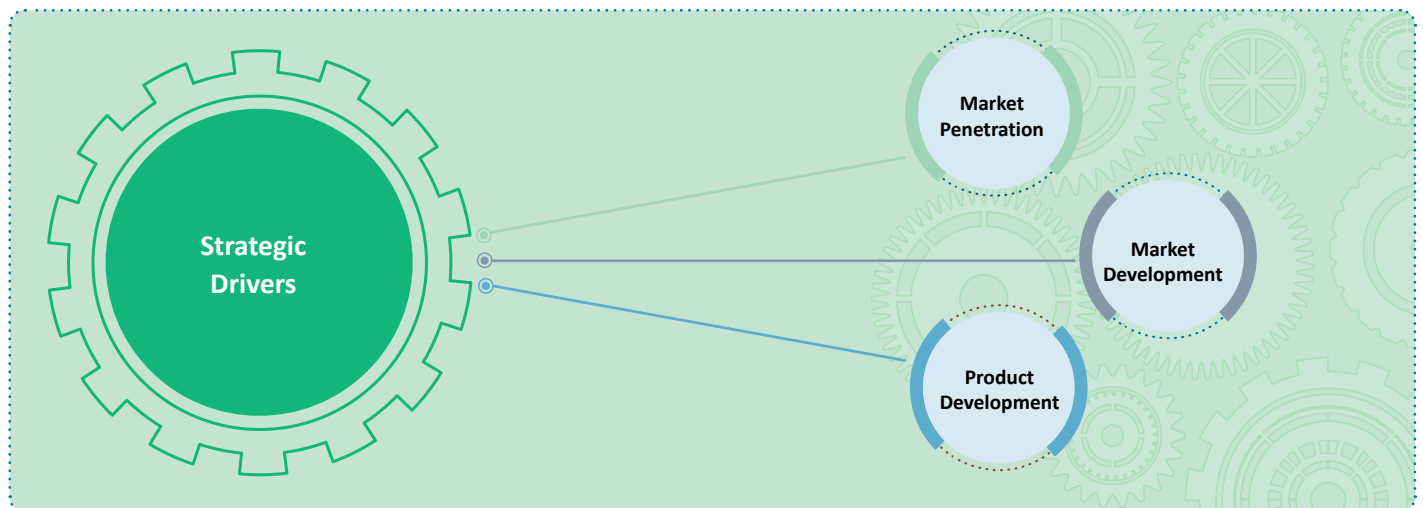 Strategic
Drivers
Market
Penetration
Market
Development
Product
Development